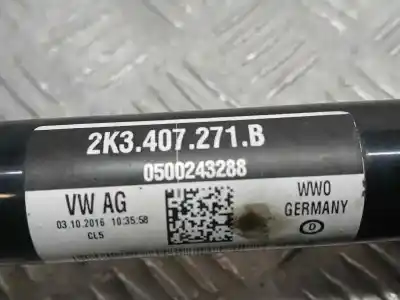 2K3.407.271.B
0500243288
VW AG
03.10.2016 10:35:58
CL5
WWO
GERMANY
D